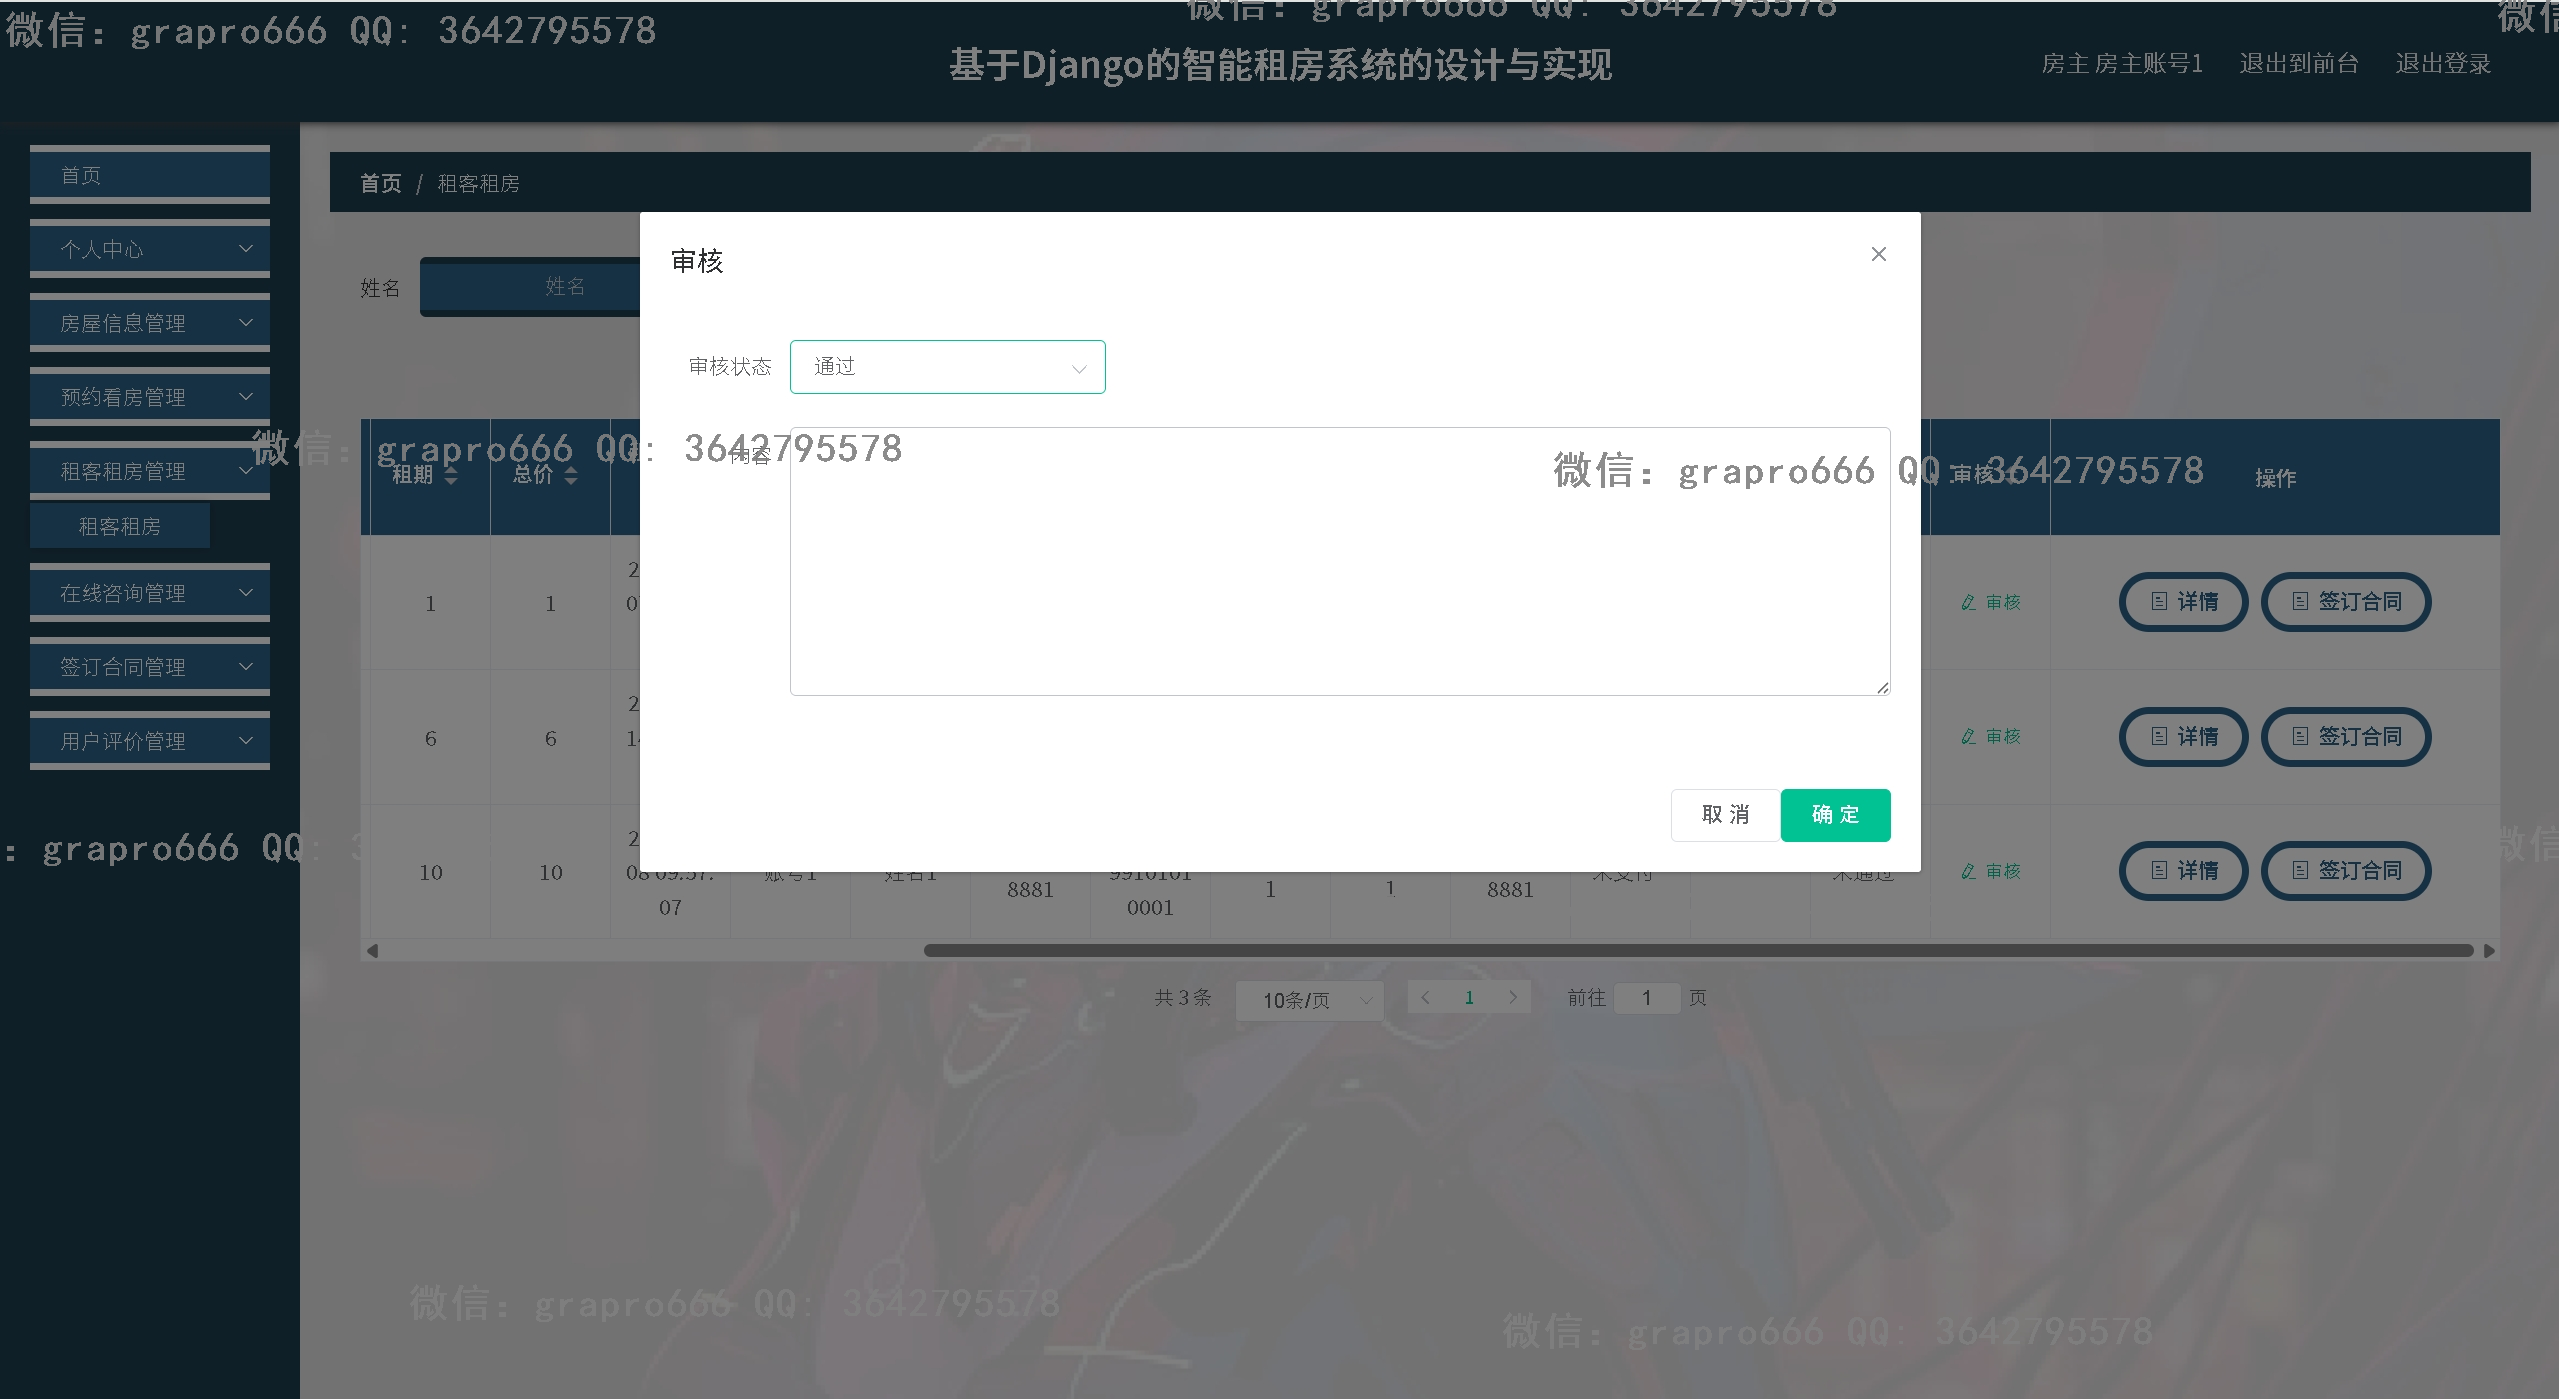 微信: grapro666 QQ: 3642795578
微信: grapro666 QQ: 3642795578
基于Django的智能租房系统的设计与实现
房主 房主账号1 退出到前台 退出登录
首页
个人中心
房屋信息管理
预约看房管理
租客租房管理
租客租房
在线咨询管理
签订合同管理
用户评价管理
首页 / 租客租房
姓名 姓名
审核
审核状态 通过
内容
微信: grapro666 QQ: 3642795578
微信: grapro666 QQ: 3642795578
租期 总价 审核 操作
1 1 审核 详情 签订合同
6 6 审核 详情 签订合同
取消 确定
10 10 审核 详情 签订合同
08 09:57:
07
账号1 姓名1
8881
9910101
0001
1 1 8881
未支付 未通过
: grapro666 QQ: 3
微信
共 3 条 10条/页 1 前往 1 页
微信: grapro666 QQ: 3642795578
微信: grapro666 QQ: 3642795578